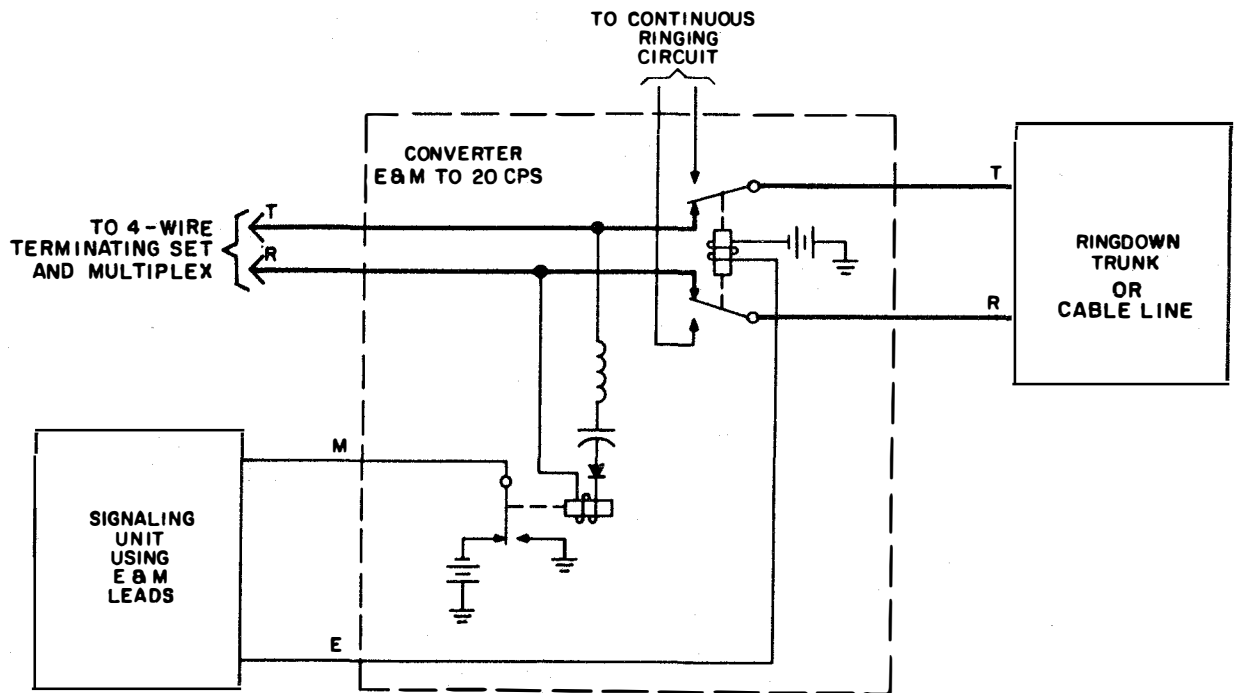 TO CONTINUOUS
RINGING
CIRCUIT
CONVERTER
E&M TO 20 CPS
T
R
TO 4-WIRE
TERMINATING SET
AND MULTIPLEX
T
R
RINGDOWN
TRUNK
OR
CABLE LINE
M
E
SIGNALING
UNIT
USING
E&M
LEADS